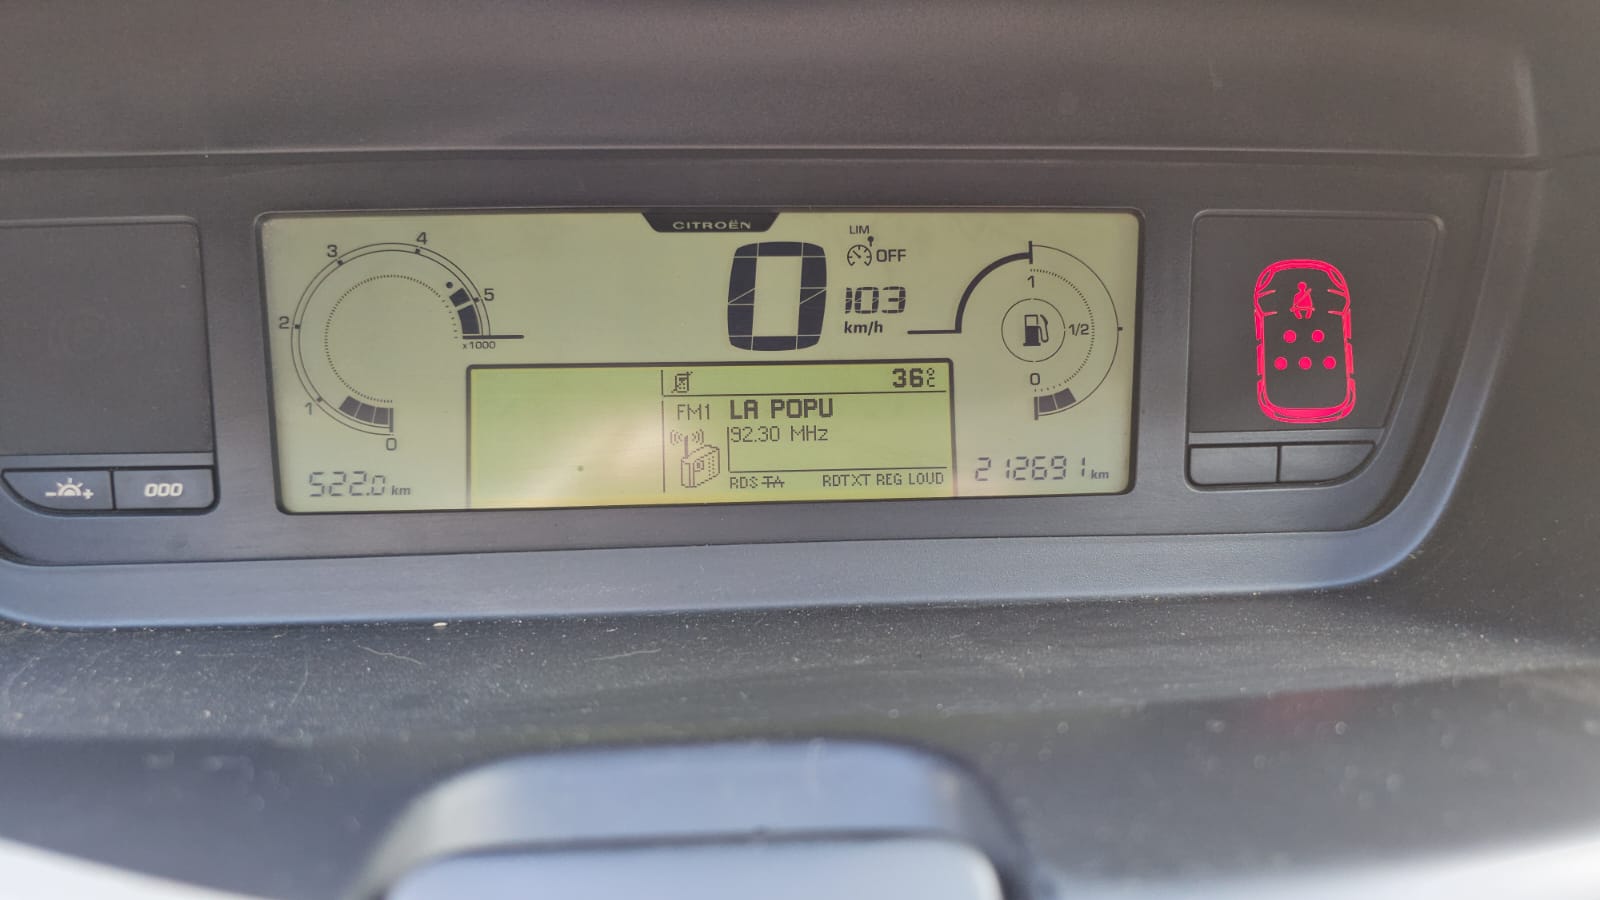 CITROËN
LIM
OFF
0
103
km/h
4
3
5
2
x1000
1
0
1
1/2
0
36°C
FM1 LA POPU
92.30 MHz
RDS TA RDTXT REG LOUD
522.0 km
212691 km
000